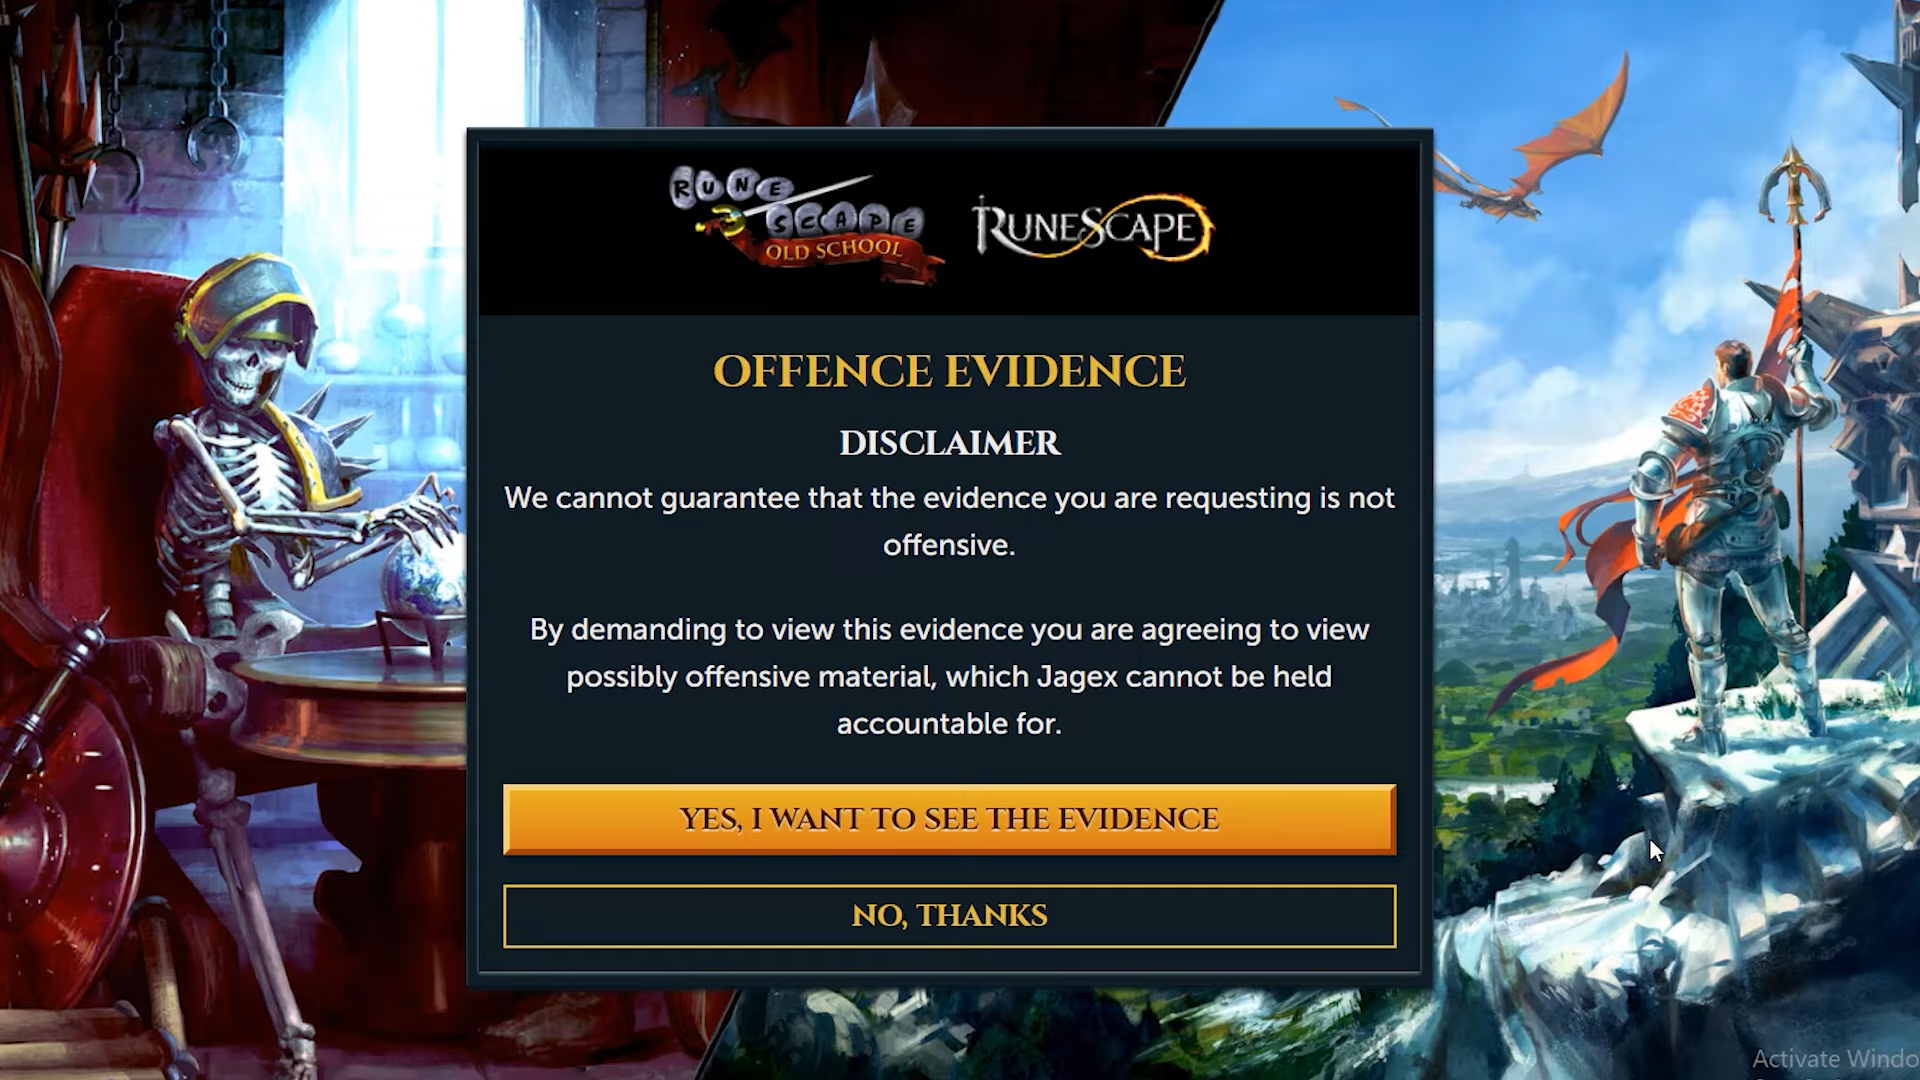 RUNE
SCAPE
OLD SCHOOL
RUNESCAPE
OFFENCE EVIDENCE
DISCLAIMER
We cannot guarantee that the evidence you are requesting is not
offensive.
By demanding to view this evidence you are agreeing to view
possibly offensive material, which Jagex cannot be held
accountable for.
YES, I WANT TO SEE THE EVIDENCE
NO, THANKS
Activate Windo